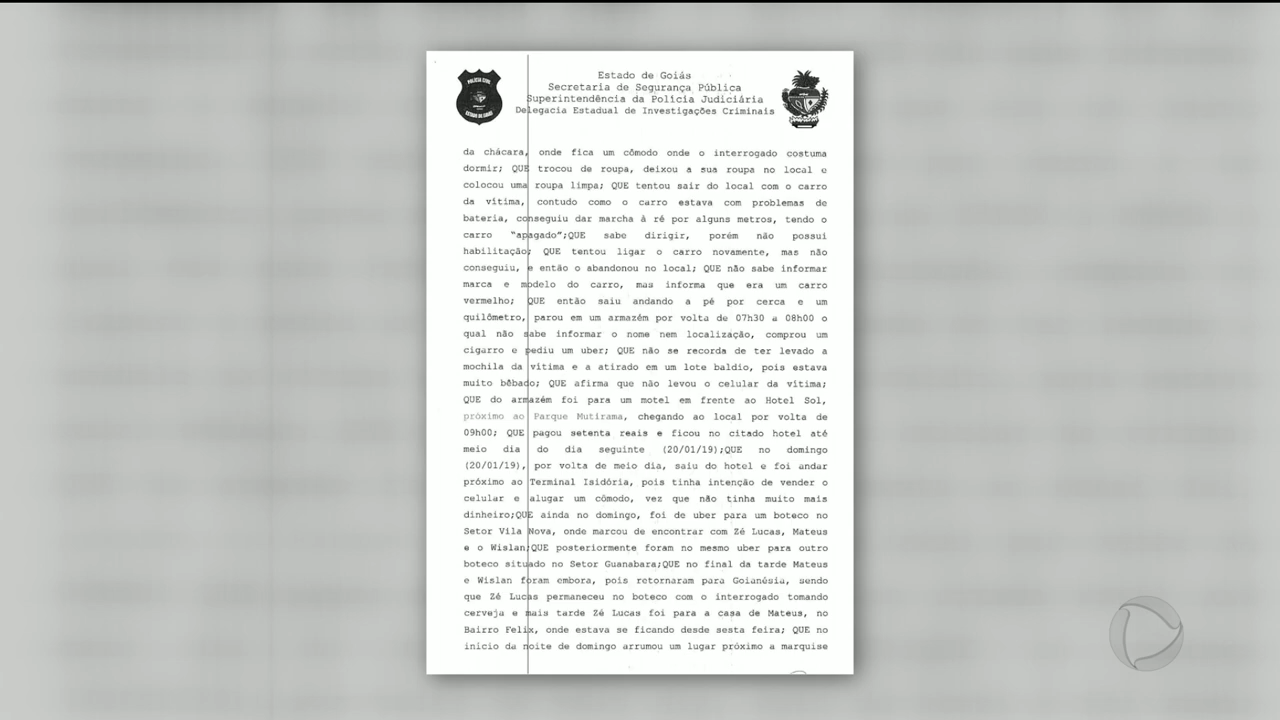 POLÍCIA CIVIL
ESTADO DE GOIÁS
Estado de Goiás
Secretaria de Segurança Pública
Superintendência da Polícia Judiciária
Delegacia Estadual de Investigações Criminais
da chácara, onde fica um cômodo onde o interrogado costuma
dormir; QUE trocou de roupa, deixou a sua roupa no local e
colocou uma roupa limpa; QUE tentou sair do local com o carro
da vítima, contudo como o carro estava com problemas de
bateria, conseguiu dar marcha à ré por alguns metros, tendo o
carro “apagado”;QUE sabe dirigir, porém não possui
habilitação; QUE tentou ligar o carro novamente, mas não
conseguiu, e então o abandonou no local; QUE não sabe informar
marca e modelo do carro, mas informa que era um carro
vermelho; QUE então saiu andando a pé por cerca e um
quilômetro, parou em um armazém por volta de 07h30 a 08h00 o
qual não sabe informar o nome nem localização, comprou um
cigarro e pediu um uber; QUE não se recorda de ter levado a
mochila da vítima e a atirado em um lote baldio, pois estava
muito bêbado; QUE afirma que não levou o celular da vítima;
QUE do armazém foi para um motel em frente ao Hotel Sol,
próximo ao Parque Mutirama, chegando ao local por volta de
09h00; QUE pagou setenta reais e ficou no citado hotel até
meio dia do dia seguinte (20/01/19);QUE no domingo
(20/01/19), por volta de meio dia, saiu do hotel e foi andar
próximo ao Terminal Isidória, pois tinha intenção de vender o
celular e alugar um cômodo, vez que não tinha muito mais
dinheiro;QUE ainda no domingo, foi de uber para um boteco no
Setor Vila Nova, onde marcou de encontrar com Zé Lucas, Mateus
e o Wislan;QUE posteriormente foram no mesmo uber para outro
boteco situado no Setor Guanabara;QUE no final da tarde Mateus
e Wislan foram embora, pois retornaram para Goianésia, sendo
que Zé Lucas permaneceu no boteco com o interrogado tomando
cerveja e mais tarde Zé Lucas foi para a casa de Mateus, no
Bairro Felix, onde estava se ficando desde sesta feira; QUE no
início da noite de domingo arrumou um lugar próximo a marquise